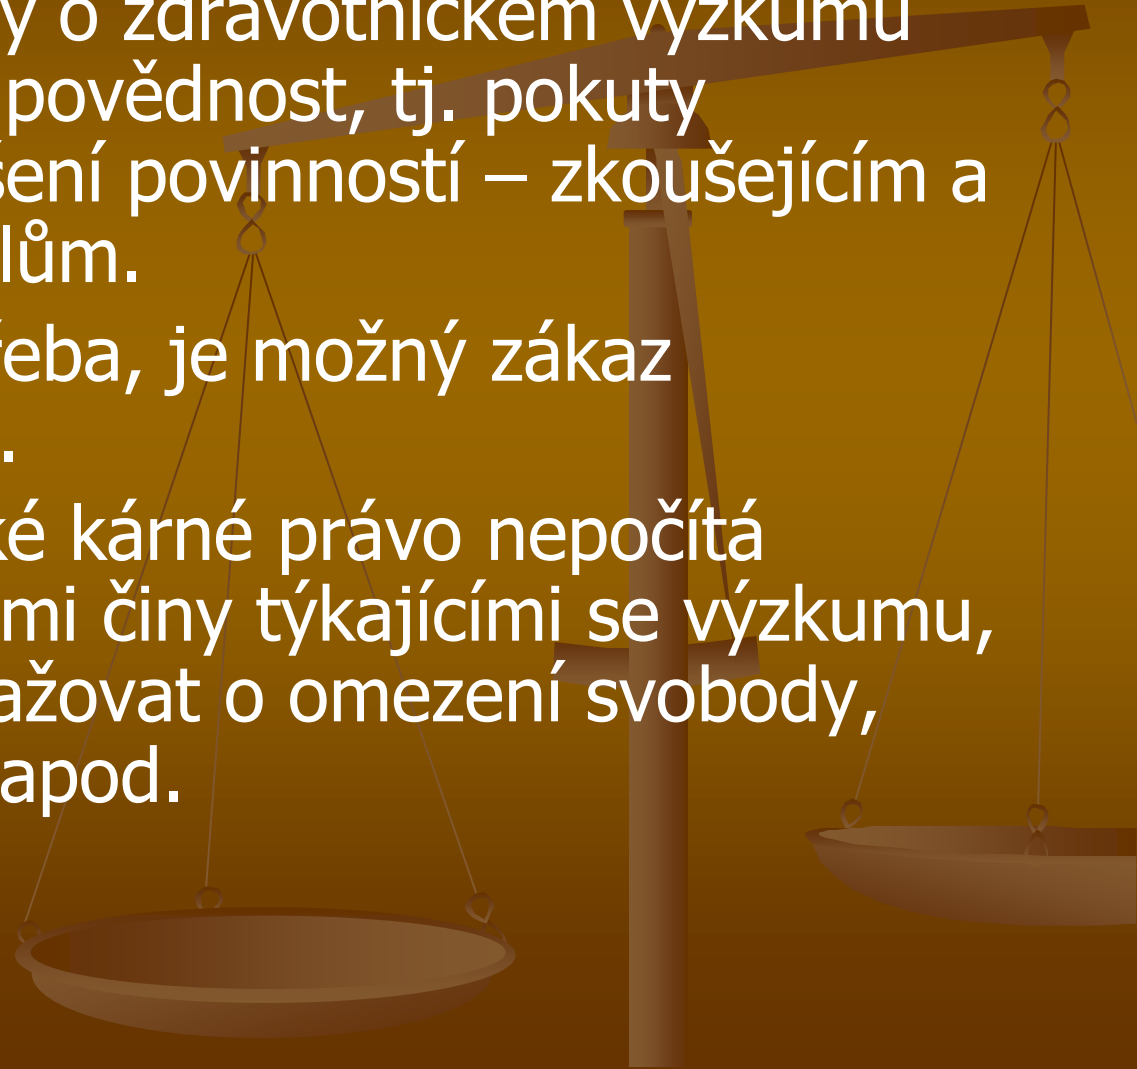 y o zdravotnickém výzkumu
povědnost, tj. pokuty
šení povinností – zkoušejícím a
lům.
řeba, je možný zákaz
.
ké kárné právo nepočítá
mi činy týkajícími se výzkumu,
ažovat o omezení svobody,
apod.